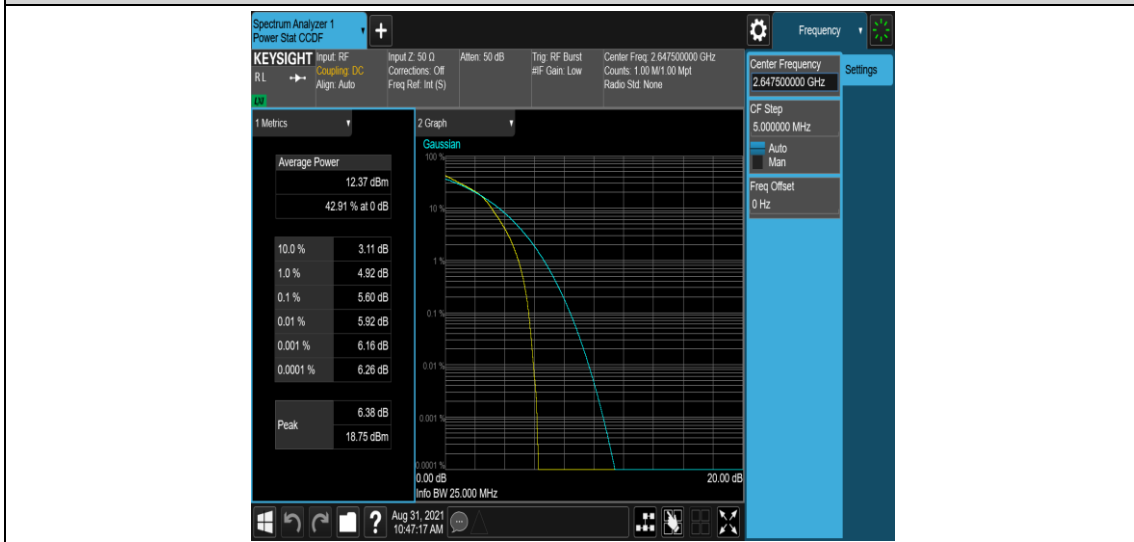 Spectrum Analyzer 1
Power Stat CCDF
+
Frequency
KEYSIGHT
RL
LXI
Input: RF
Coupling: DC
Align: Auto
Input Z: 50 Ω
Corrections: Off
Freq Ref: Int (S)
Atten: 50 dB
Trig: RF Burst
#IF Gain: Low
Center Freq: 2.647500000 GHz
Counts: 1.00 M/1.00 Mpt
Radio Std: None
Center Frequency
2.647500000 GHz
Settings
CF Step
5.000000 MHz
Auto
Man
Freq Offset
0 Hz
1 Metrics
Average Power
12.37 dBm
42.91 % at 0 dB
10.0 % 3.11 dB
1.0 % 4.92 dB
0.1 % 5.60 dB
0.01 % 5.92 dB
0.001 % 6.16 dB
0.0001 % 6.26 dB
Peak
6.38 dB
18.75 dBm
2 Graph
Gaussian
100 %
10 %
1 %
0.1 %
0.01 %
0.001 %
0.0001 %
0.00 dB 20.00 dB
Info BW 25.000 MHz
?
Aug 31, 2021
10:47:17 AM